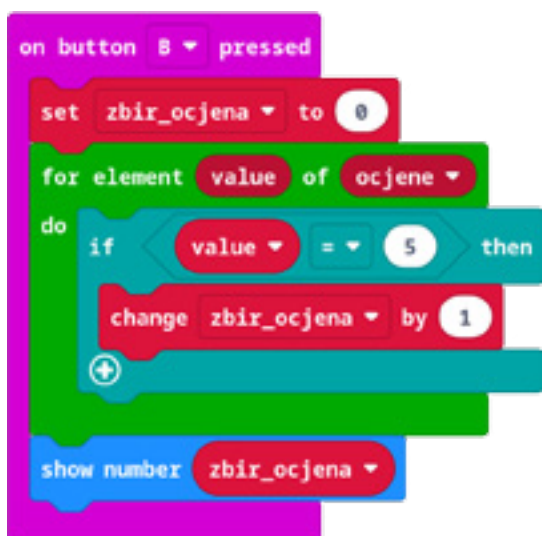 on button B pressed
set zbir_ocjena to 0
for element value of ocjene
do
if value = 5 then
change zbir_ocjena by 1
show number zbir_ocjena